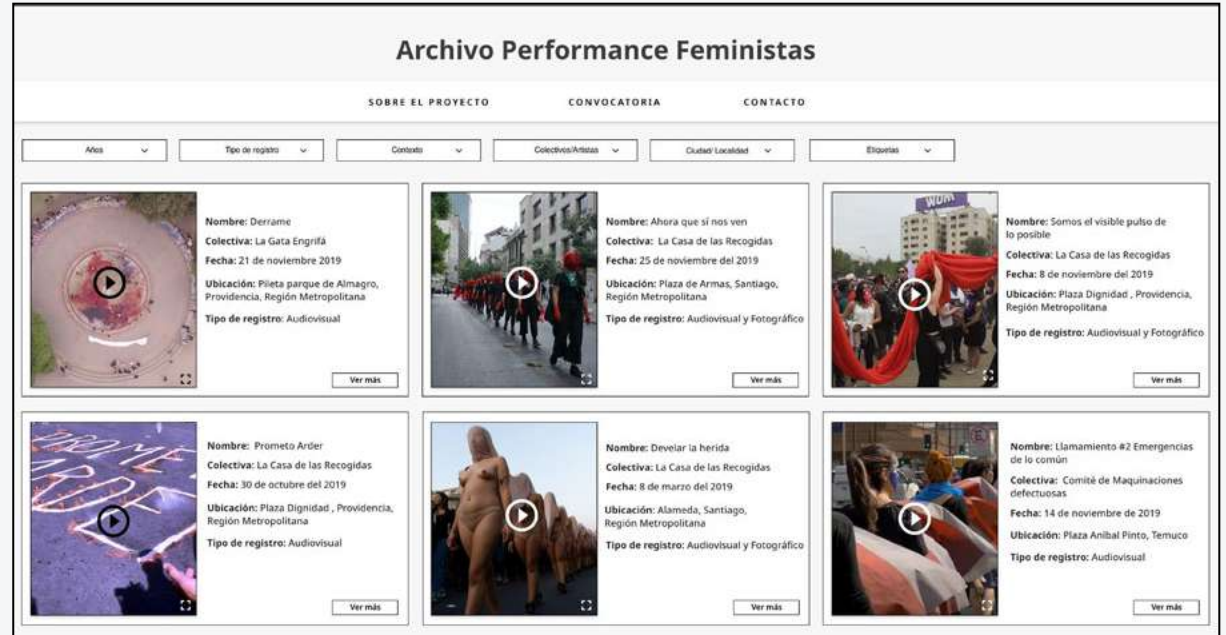 Archivo Performance Feministas
SOBRE EL PROYECTO CONVOCATORIA CONTACTO
Años Tipo de registro Contexto Colectivos/Artistas Ciudad/ Localidad Etiquetas
Nombre: Derrame
Colectiva: La Gata Engrifá
Fecha: 21 de noviembre 2019
Ubicación: Pileta parque de Almagro,
Providencia, Región Metropolitana
Tipo de registro: Audiovisual
Ver más
Nombre: Ahora que sí nos ven
Colectiva: La Casa de las Recogidas
Fecha: 25 de noviembre del 2019
Ubicación: Plaza de Armas, Santiago,
Región Metropolitana
Tipo de registro: Audiovisual y Fotográfico
Ver más
WOM
Nombre: Somos el visible pulso de
lo posible
Colectiva: La Casa de las Recogidas
Fecha: 8 de noviembre del 2019
Ubicación: Plaza Dignidad , Providencia,
Región Metropolitana
Tipo de registro: Audiovisual y Fotográfico
Ver más
PROME
ARDE
Nombre: Prometo Arder
Colectiva: La Casa de las Recogidas
Fecha: 30 de octubre del 2019
Ubicación: Plaza Dignidad , Providencia,
Región Metropolitana
Tipo de registro: Audiovisual
Ver más
Nombre: Develar la herida
Colectiva: La Casa de las Recogidas
Fecha: 8 de marzo del 2019
Ubicación: Alameda, Santiago,
Región Metropolitana
Tipo de registro: Audiovisual y Fotográfico
Ver más
Nombre: Llamamiento #2 Emergencias
de lo común
Colectiva: Comité de Maquinaciones
defectuosas
Fecha: 14 de noviembre de 2019
Ubicación: Plaza Aníbal Pinto, Temuco
Tipo de registro: Audiovisual
Ver más